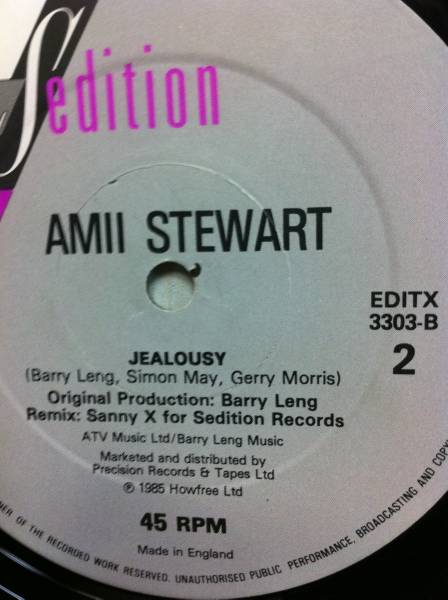 Sedition
AMII STEWART
EDITX
3303-B
2
JEALOUSY
(Barry Leng, Simon May, Gerry Morris)
Original Production: Barry Leng
Remix: Sanny X for Sedition Records
ATV Music Ltd/Barry Leng Music
Marketed and distributed by
Precision Records & Tapes Ltd
℗ 1985 Howfree Ltd
45 RPM
Made in England
OF THE RECORDED WORK RESERVED. UNAUTHORISED PUBLIC PERFORMANCE, BROADCASTING AND